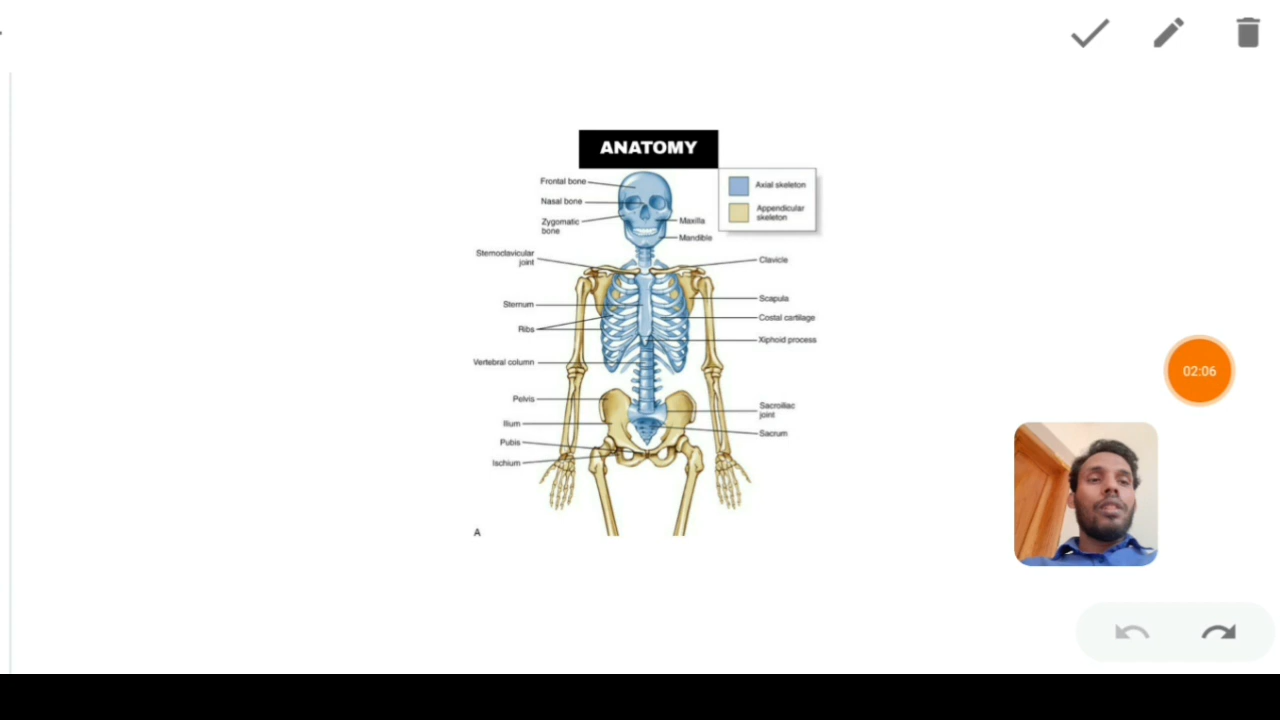 ANATOMY
Frontal bone
Nasal bone
Zygomatic
bone
Maxilla
Mandible
Axial skeleton
Appendicular
skeleton
Sternoclavicular
joint
Clavicle
Sternum
Scapula
Ribs
Costal cartilage
Xiphoid process
Vertebral column
Pelvis
Sacroiliac
joint
Ilium
Sacrum
Pubis
Ischium
A
02:06